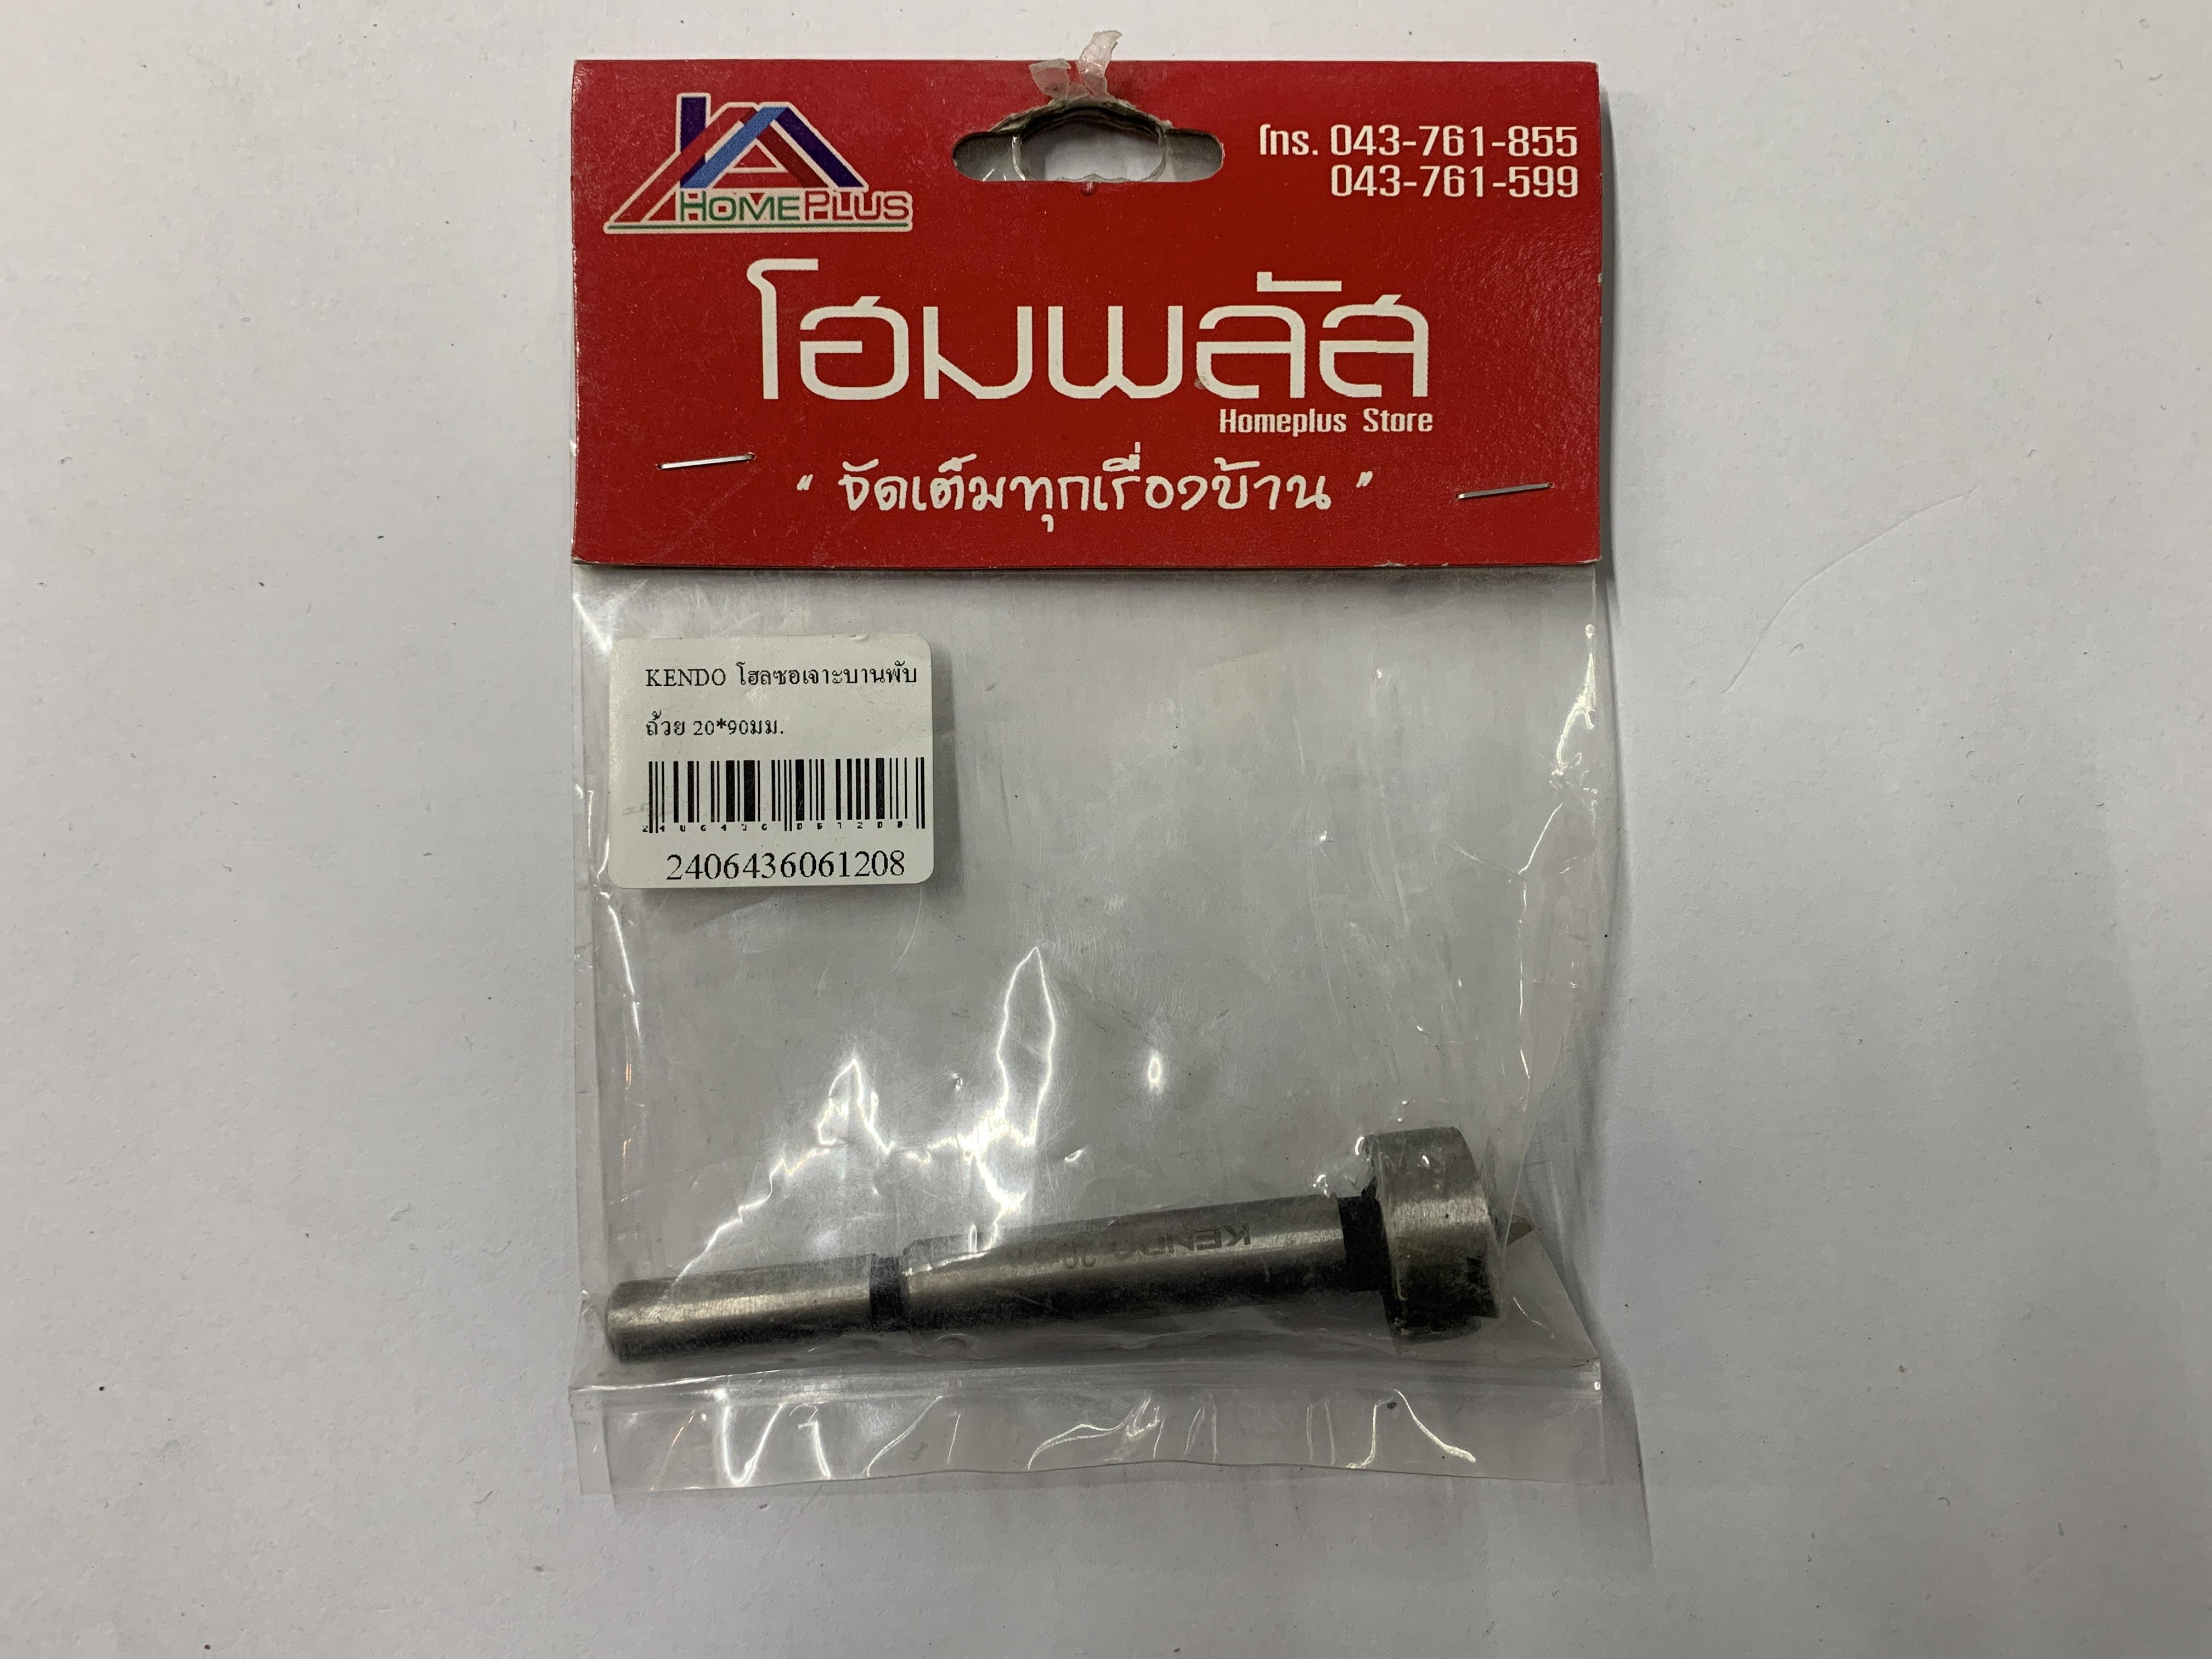 HOMEPLUS
โทร. 043-761-855
043-761-599
โฮมพลัส
Homeplus Store
" จัดเต็มทุกเรื่องบ้าน "
KENDO โฮลซอเจาะบานพับ
ถ้วย 20*90มม.
2406436061208
KENDO 20mm